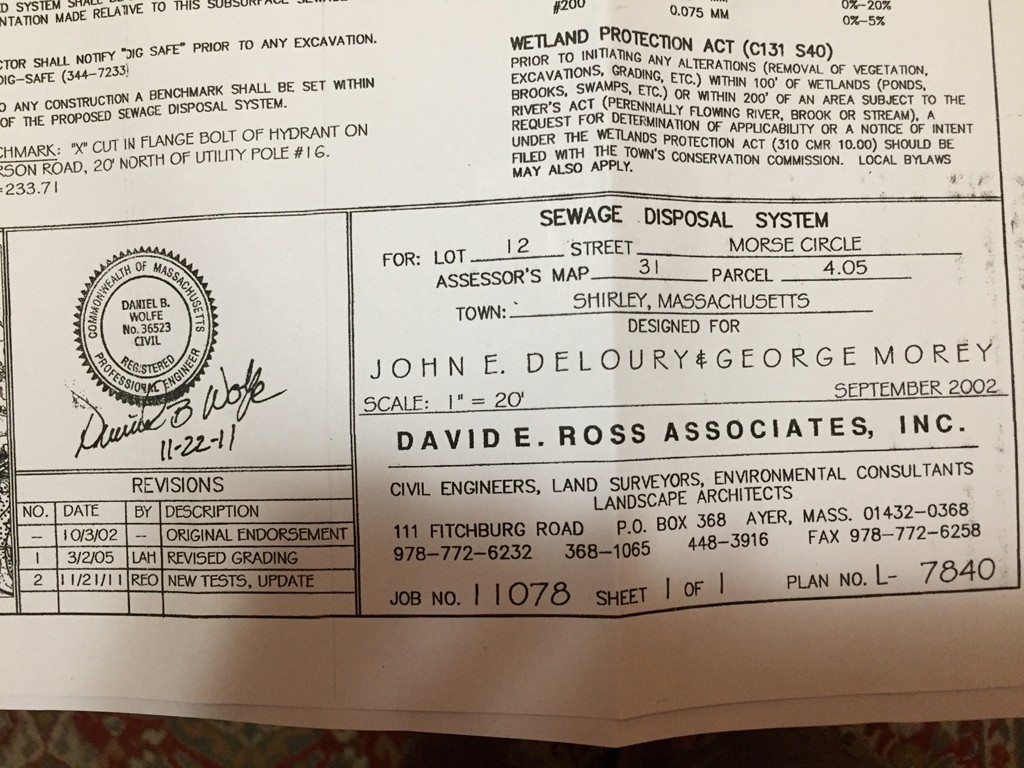 D SYSTEM SHALL BE
NTATION MADE RELATIVE TO THIS SUBSURFACE SEWAGE
CTOR SHALL NOTIFY "DIG SAFE" PRIOR TO ANY EXCAVATION.
DIG-SAFE (344-7233)
O ANY CONSTRUCTION A BENCHMARK SHALL BE SET WITHIN
OF THE PROPOSED SEWAGE DISPOSAL SYSTEM.
CHMARK: "X" CUT IN FLANGE BOLT OF HYDRANT ON
RSON ROAD, 20' NORTH OF UTILITY POLE #16.
=233.71
#200 0.075 MM 0%-20%
0%-5%
WETLAND PROTECTION ACT (C131 S40)
PRIOR TO INITIATING ANY ALTERATIONS (REMOVAL OF VEGETATION,
EXCAVATIONS, GRADING, ETC.) WITHIN 100' OF WETLANDS (PONDS,
BROOKS, SWAMPS, ETC.) OR WITHIN 200' OF AN AREA SUBJECT TO THE
RIVER'S ACT (PERENNIALLY FLOWING RIVER, BROOK OR STREAM), A
REQUEST FOR DETERMINATION OF APPLICABILITY OR A NOTICE OF INTENT
UNDER THE WETLANDS PROTECTION ACT (310 CMR 10.00) SHOULD BE
FILED WITH THE TOWN'S CONSERVATION COMMISSION. LOCAL BYLAWS
MAY ALSO APPLY.
COMMONWEALTH OF MASSACHUSETTS
DANIEL B.
WOLFE
No. 36523
CIVIL
REGISTERED
PROFESSIONAL ENGINEER
Daniel B Wolfe
11-22-11
REVISIONS
NO. DATE BY DESCRIPTION
-- 10/3/02 -- ORIGINAL ENDORSEMENT
1 3/2/05 LAH REVISED GRADING
2 11/21/11 REO NEW TESTS, UPDATE
SEWAGE DISPOSAL SYSTEM
FOR: LOT 12 STREET MORSE CIRCLE
ASSESSOR'S MAP 31 PARCEL 4.05
TOWN: SHIRLEY, MASSACHUSETTS
DESIGNED FOR
JOHN E. DELOURY & GEORGE MOREY
SCALE: 1" = 20' SEPTEMBER 2002
DAVID E. ROSS ASSOCIATES, INC.
CIVIL ENGINEERS, LAND SURVEYORS, ENVIRONMENTAL CONSULTANTS
LANDSCAPE ARCHITECTS
111 FITCHBURG ROAD P.O. BOX 368 AYER, MASS. 01432-0368
978-772-6232 368-1065 448-3916 FAX 978-772-6258
JOB NO. 11078 SHEET 1 OF 1 PLAN NO. L- 7840